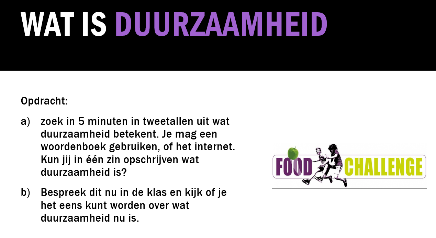 WAT IS DUURZAAMHEID
Opdracht:
a) zoek in 5 minuten in tweetallen uit wat
duurzaamheid betekent. Je mag een
woordenboek gebruiken, of het internet.
Kun jij in één zin opschrijven wat
duurzaamheid is?
b) Bespreek dit nu in de klas en kijk of je
het eens kunt worden over wat
duurzaamheid nu is.
FOOD CHALLENGE